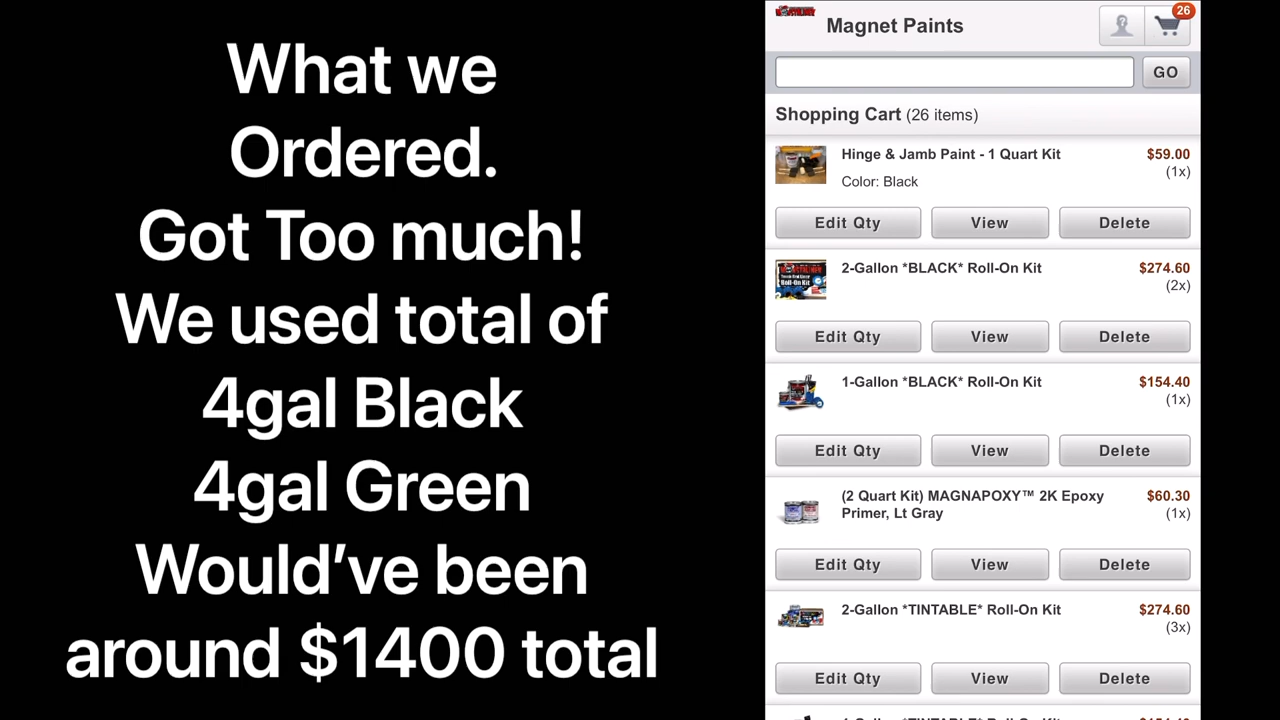 What we
Ordered.
Got Too much!
We used total of
4gal Black
4gal Green
Would’ve been
around $1400 total
Magnet Paints
26
GO
Shopping Cart (26 items)
Hinge & Jamb Paint - 1 Quart Kit
$59.00
Color: Black
(1x)
Edit Qty View Delete
2-Gallon *BLACK* Roll-On Kit
$274.60
(2x)
Edit Qty View Delete
1-Gallon *BLACK* Roll-On Kit
$154.40
(1x)
Edit Qty View Delete
(2 Quart Kit) MAGNAPOXY™ 2K Epoxy
Primer, Lt Gray
$60.30
(1x)
Edit Qty View Delete
2-Gallon *TINTABLE* Roll-On Kit
$274.60
(3x)
Edit Qty View Delete